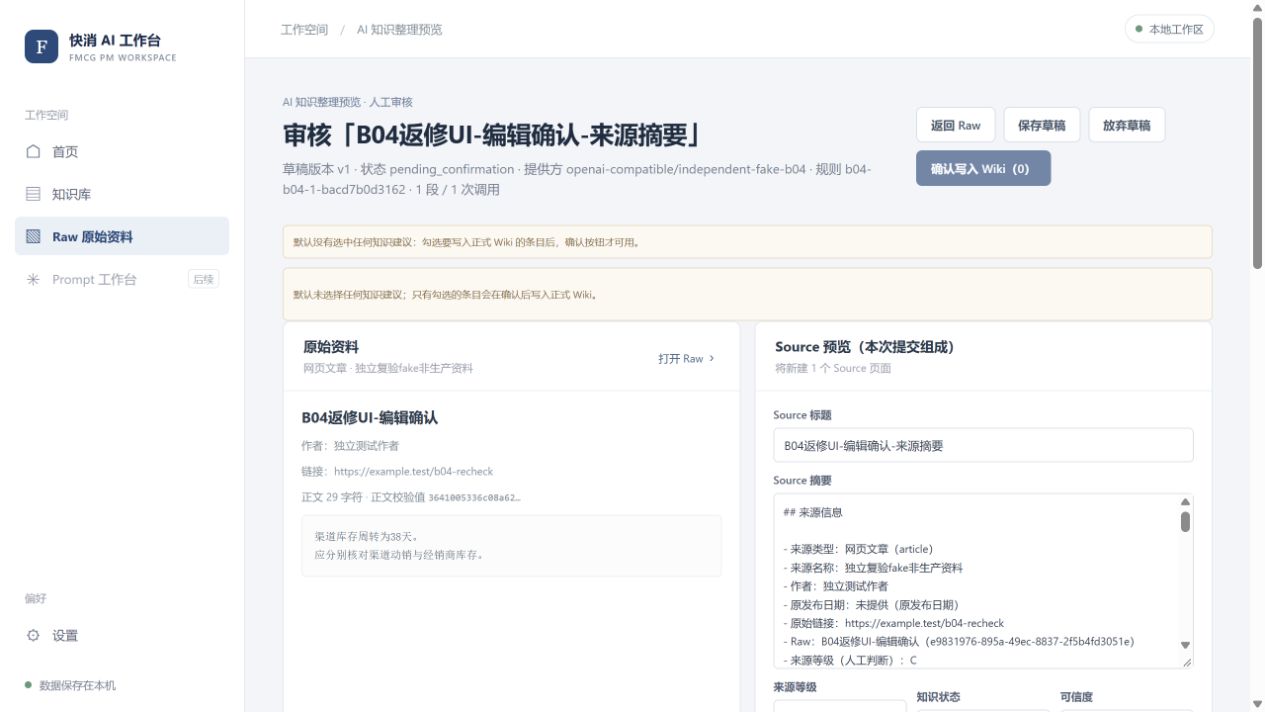 F
快消 AI 工作台
FMCG PM WORKSPACE
工作空间
首页
知识库
Raw 原始资料
Prompt 工作台
后续
偏好
设置
数据保存在本机
工作空间 / AI 知识整理预览
本地工作区
AI 知识整理预览 · 人工审核
审核「B04返修UI-编辑确认-来源摘要」
草稿版本 v1 · 状态 pending_confirmation · 提供方 openai-compatible/independent-fake-b04 · 规则 b04-
b04-1-bacd7b0d3162 · 1 段 / 1 次调用
返回 Raw
保存草稿
放弃草稿
确认写入 Wiki（0）
默认没有选中任何知识建议：勾选要写入正式 Wiki 的条目后，确认按钮才可用。
默认未选择任何知识建议；只有勾选的条目会在确认后写入正式 Wiki。
原始资料
网页文章 · 独立复验fake非生产资料
打开 Raw ›
B04返修UI-编辑确认
作者：独立测试作者
链接：https://example.test/b04-recheck
正文 29 字符 · 正文校验值 3641005336c08a62…
渠道库存周转为38天。
应分别核对渠道动销与经销商库存。
Source 预览（本次提交组成）
将新建 1 个 Source 页面
Source 标题
B04返修UI-编辑确认-来源摘要
Source 摘要
## 来源信息
- 来源类型：网页文章（article）
- 来源名称：独立复验fake非生产资料
- 作者：独立测试作者
- 原发布日期：未提供（原发布日期）
- 原始链接：https://example.test/b04-recheck
- Raw：B04返修UI-编辑确认（e9831976-895a-49ec-8837-2f5b4fd3051e）
- 来源等级（人工判断）：C
来源等级
知识状态
可信度